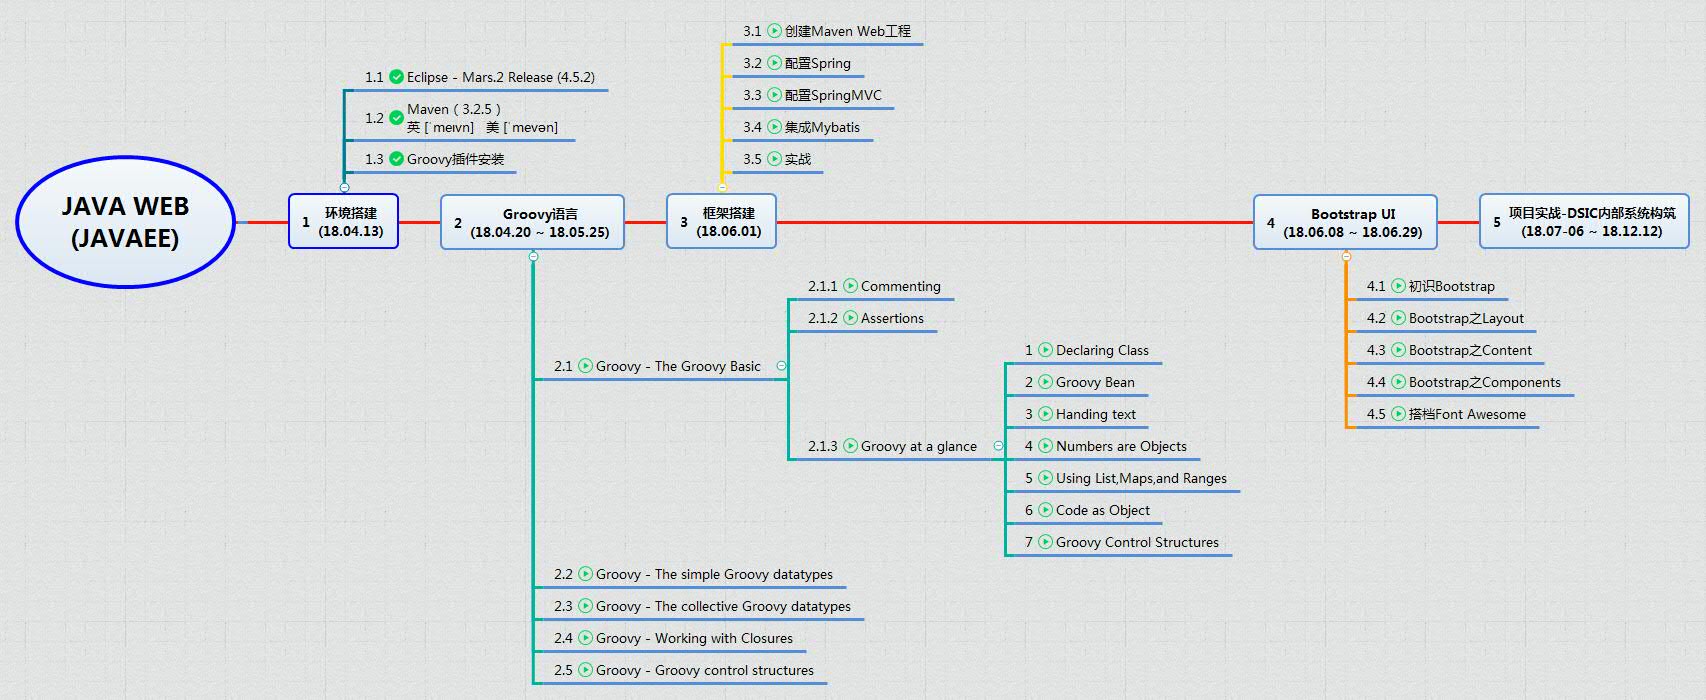 JAVA WEB
(JAVAEE)
1 环境搭建
(18.04.13)
1.1 Eclipse - Mars.2 Release (4.5.2)
1.2 Maven ( 3.2.5 )
英 [ˈmeɪvn] 美 [ˈmevən]
1.3 Groovy插件安装
2 Groovy语言
(18.04.20 ~ 18.05.25)
2.1 Groovy - The Groovy Basic
2.1.1 Commenting
2.1.2 Assertions
2.1.3 Groovy at a glance
1 Declaring Class
2 Groovy Bean
3 Handing text
4 Numbers are Objects
5 Using List,Maps,and Ranges
6 Code as Object
7 Groovy Control Structures
2.2 Groovy - The simple Groovy datatypes
2.3 Groovy - The collective Groovy datatypes
2.4 Groovy - Working with Closures
2.5 Groovy - Groovy control structures
3 框架搭建
(18.06.01)
3.1 创建Maven Web工程
3.2 配置Spring
3.3 配置SpringMVC
3.4 集成Mybatis
3.5 实战
4 Bootstrap UI
(18.06.08 ~ 18.06.29)
4.1 初识Bootstrap
4.2 Bootstrap之Layout
4.3 Bootstrap之Content
4.4 Bootstrap之Components
4.5 搭档Font Awesome
5 项目实战-DSIC内部系统构筑
(18.07-06 ~ 18.12.12)